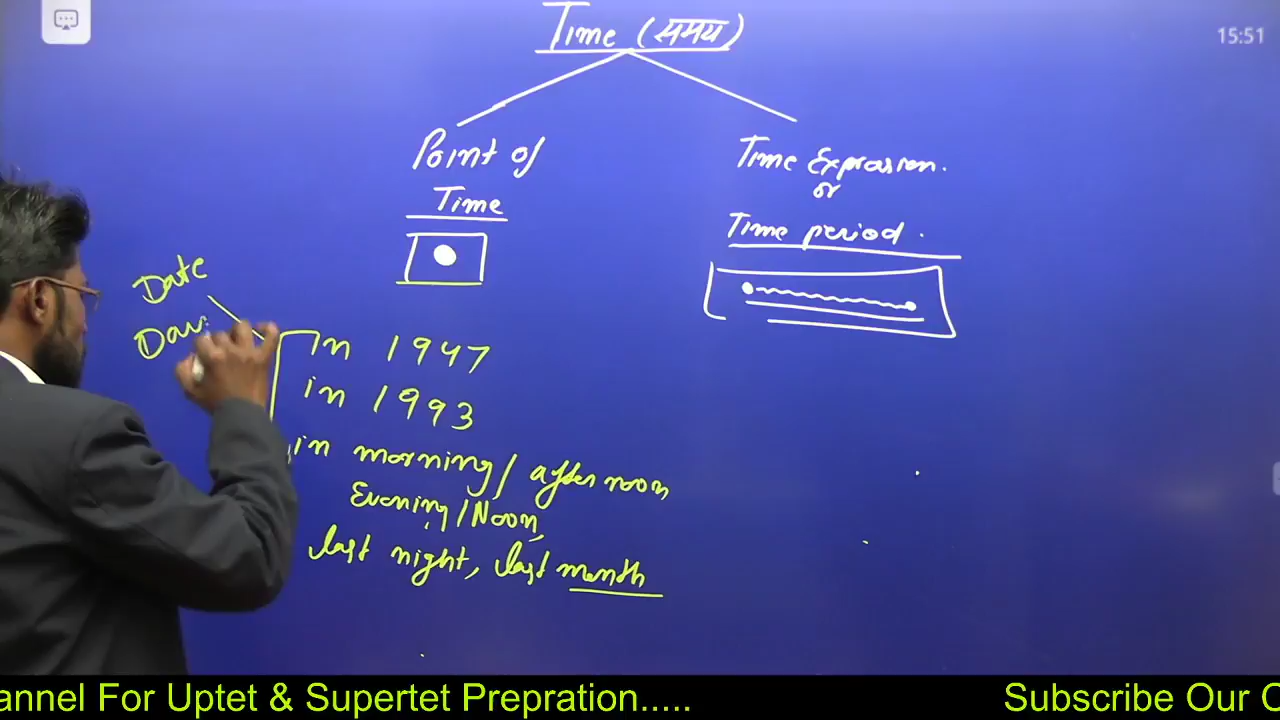 Time (समय)
15:51
Point of
Time
Time Expression.
or
Time period.
Date
Day
in 1947
in 1993
in morning/afternoon
Evening/Noon,
last night, last month
annel For Uptet & Supertet Prepration.....
Subscribe Our C